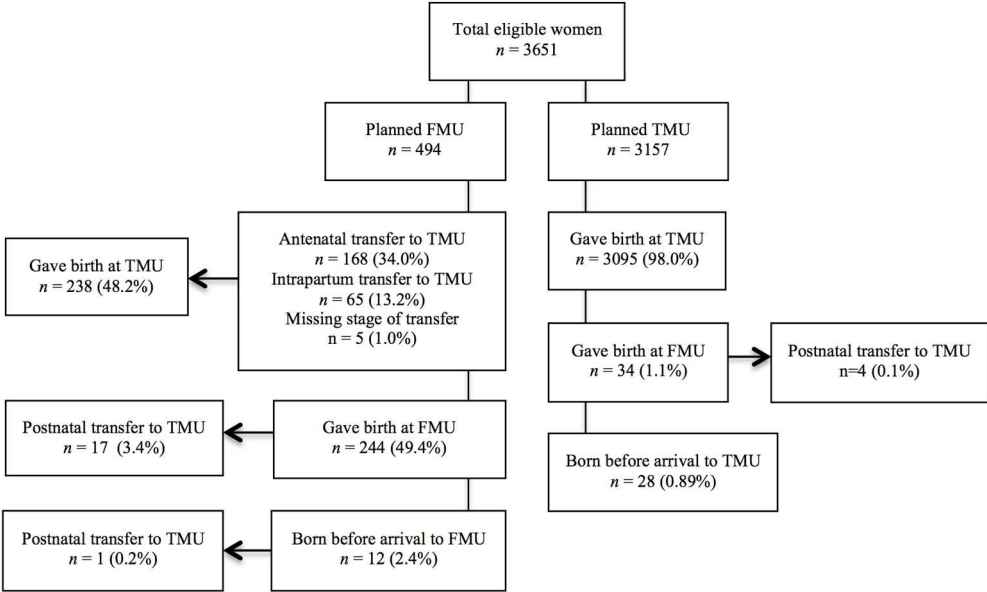 Total eligible women
n = 3651
Planned FMU
n = 494
Planned TMU
n = 3157
Antenatal transfer to TMU
n = 168 (34.0%)
Intrapartum transfer to TMU
n = 65 (13.2%)
Missing stage of transfer
n = 5 (1.0%)
Gave birth at TMU
n = 238 (48.2%)
Gave birth at FMU
n = 244 (49.4%)
Postnatal transfer to TMU
n = 17 (3.4%)
Born before arrival to FMU
n = 12 (2.4%)
Postnatal transfer to TMU
n = 1 (0.2%)
Gave birth at TMU
n = 3095 (98.0%)
Gave birth at FMU
n = 34 (1.1%)
Postnatal transfer to TMU
n=4 (0.1%)
Born before arrival to TMU
n = 28 (0.89%)